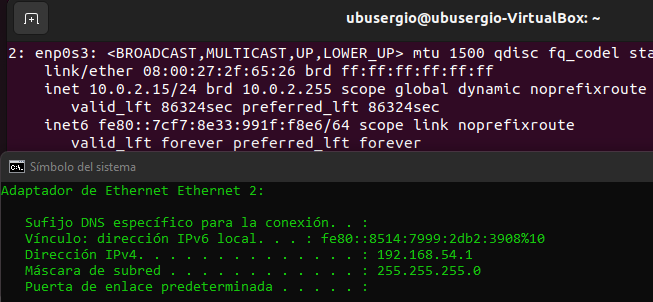 ubusergio@ubusergio-VirtualBox: ~
2: enp0s3: <BROADCAST,MULTICAST,UP,LOWER_UP> mtu 1500 qdisc fq_codel sta
link/ether 08:00:27:2f:65:26 brd ff:ff:ff:ff:ff:ff
inet 10.0.2.15/24 brd 10.0.2.255 scope global dynamic noprefixroute
valid_lft 86324sec preferred_lft 86324sec
inet6 fe80::7cf7:8e33:991f:f8e6/64 scope link noprefixroute
valid_lft forever preferred_lft forever
Símbolo del sistema
Adaptador de Ethernet Ethernet 2:
Sufijo DNS específico para la conexión. . :
Vínculo: dirección IPv6 local. . . : fe80::8514:7999:2db2:3908%10
Dirección IPv4. . . . . . . . . . . . . . : 192.168.54.1
Máscara de subred . . . . . . . . . . . . : 255.255.255.0
Puerta de enlace predeterminada . . . . . :